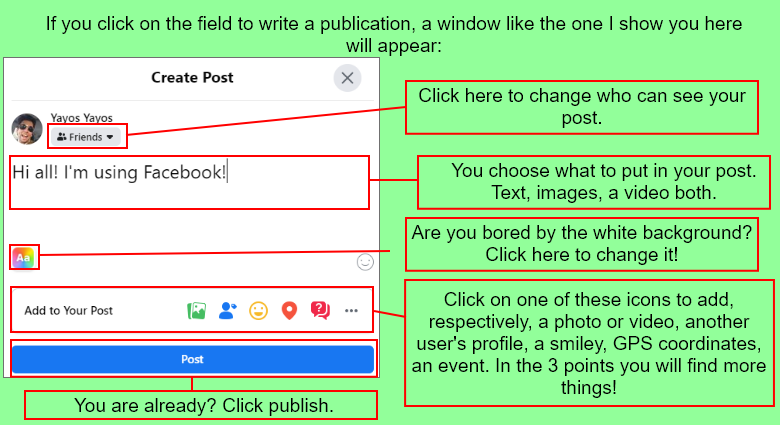 If you click on the field to write a publication, a window like the one I show you here
will appear:
Create Post
Yayos Yayos
Friends
Click here to change who can see your
post.
Hi all! I'm using Facebook!
You choose what to put in your post.
Text, images, a video both.
Aa
Are you bored by the white background?
Click here to change it!
Add to Your Post
Click on one of these icons to add,
respectively, a photo or video, another
user's profile, a smiley, GPS coordinates,
an event. In the 3 points you will find more
things!
Post
You are already? Click publish.